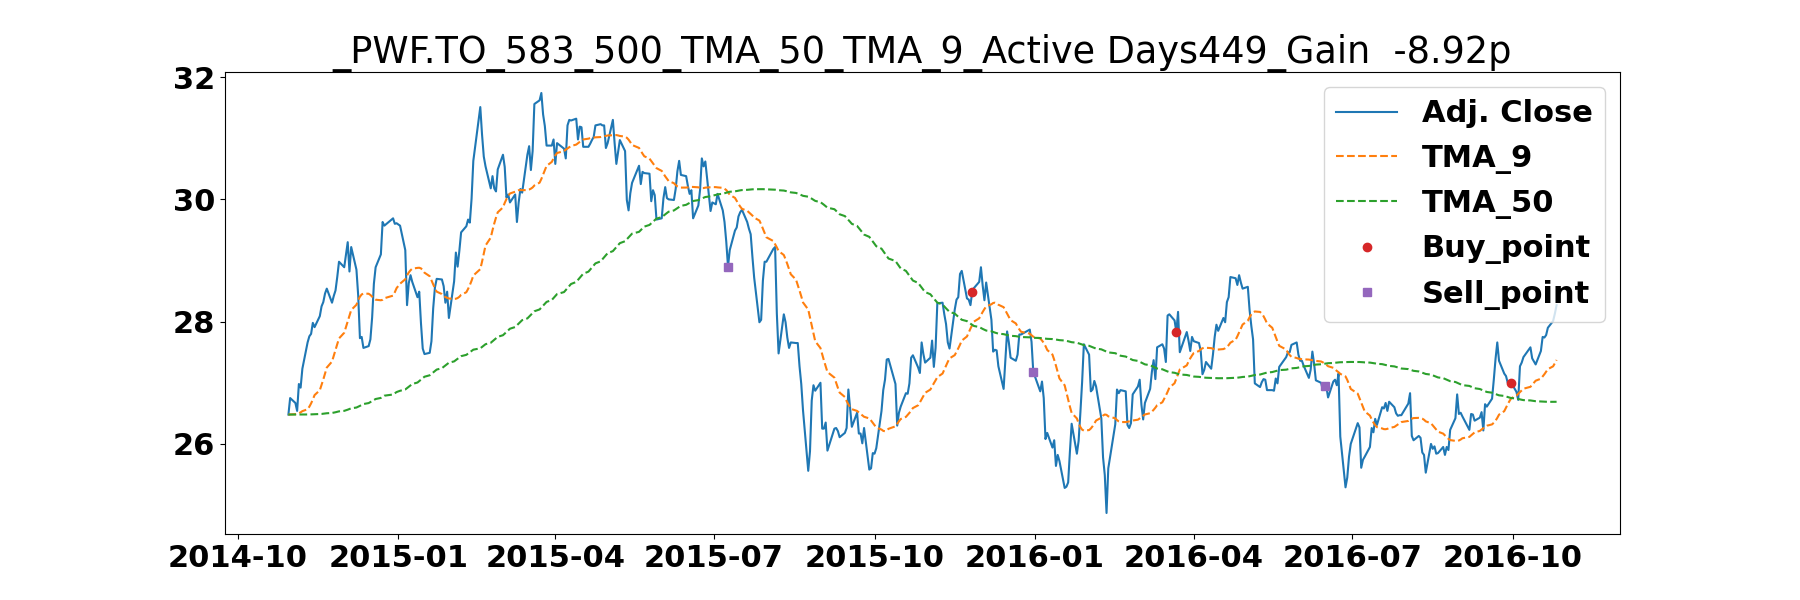 _PWF.TO_583_500_TMA_50_TMA_9_Active Days449_Gain  -8.92p
32
30
28
26
Adj. Close
TMA_9
TMA_50
Buy_point
Sell_point
2014-10 2015-01 2015-04 2015-07 2015-10 2016-01 2016-04 2016-07 2016-10